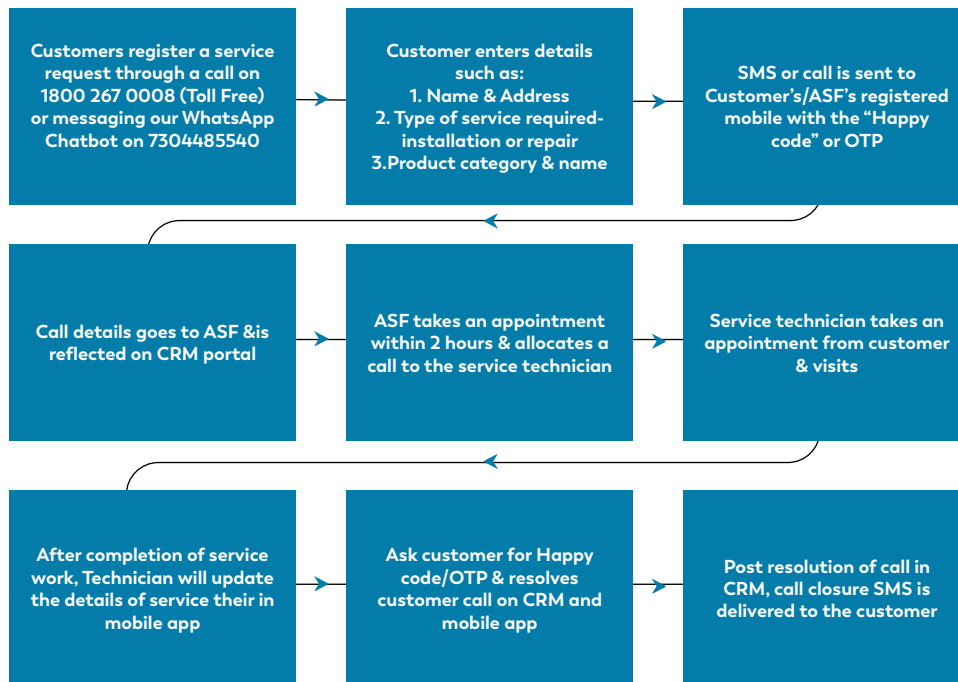 Customers register a service
request through a call on
1800 267 0008 (Toll Free)
or messaging our WhatsApp
Chatbot on 7304485540
Customer enters details
such as:
1. Name & Address
2. Type of service required-
installation or repair
3.Product category & name
SMS or call is sent to
Customer's/ASF's registered
mobile with the “Happy
code” or OTP
Call details goes to ASF &is
reflected on CRM portal
ASF takes an appointment
within 2 hours & allocates a
call to the service technician
Service technician takes an
appointment from customer
& visits
After completion of service
work, Technician will update
the details of service their in
mobile app
Ask customer for Happy
code/OTP & resolves
customer call on CRM and
mobile app
Post resolution of call in
CRM, call closure SMS is
delivered to the customer